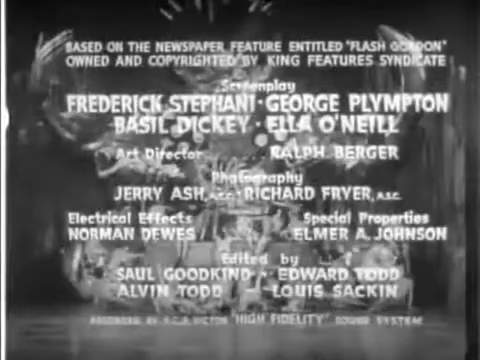 BASED ON THE NEWSPAPER FEATURE ENTITLED "FLASH GORDON"
OWNED AND COPYRIGHTED BY KING FEATURES SYNDICATE
Screenplay
FREDERICK STEPHANI · GEORGE PLYMPTON
BASIL DICKEY · ELLA O'NEILL
Art Director RALPH BERGER
Photography
JERRY ASH, A.S.C. · RICHARD FRYER, A.S.C.
Electrical Effects Special Properties
NORMAN DEWES ELMER A. JOHNSON
Edited by
SAUL GOODKIND · EDWARD TODD
ALVIN TODD LOUIS SACKIN
RECORDED BY R.C.A. VICTOR "HIGH FIDELITY" SOUND SYSTEM